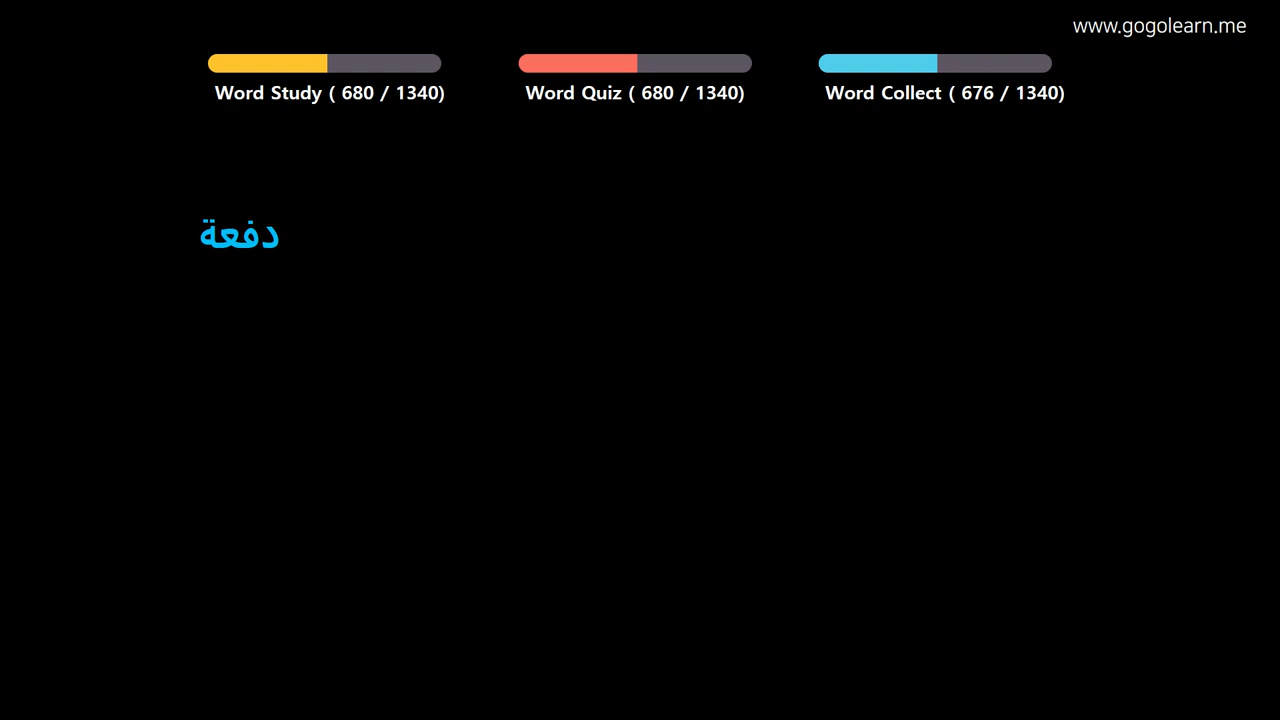 www.gogolearn.me
Word Study ( 680 / 1340)
Word Quiz ( 680 / 1340)
Word Collect ( 676 / 1340)
دفعة